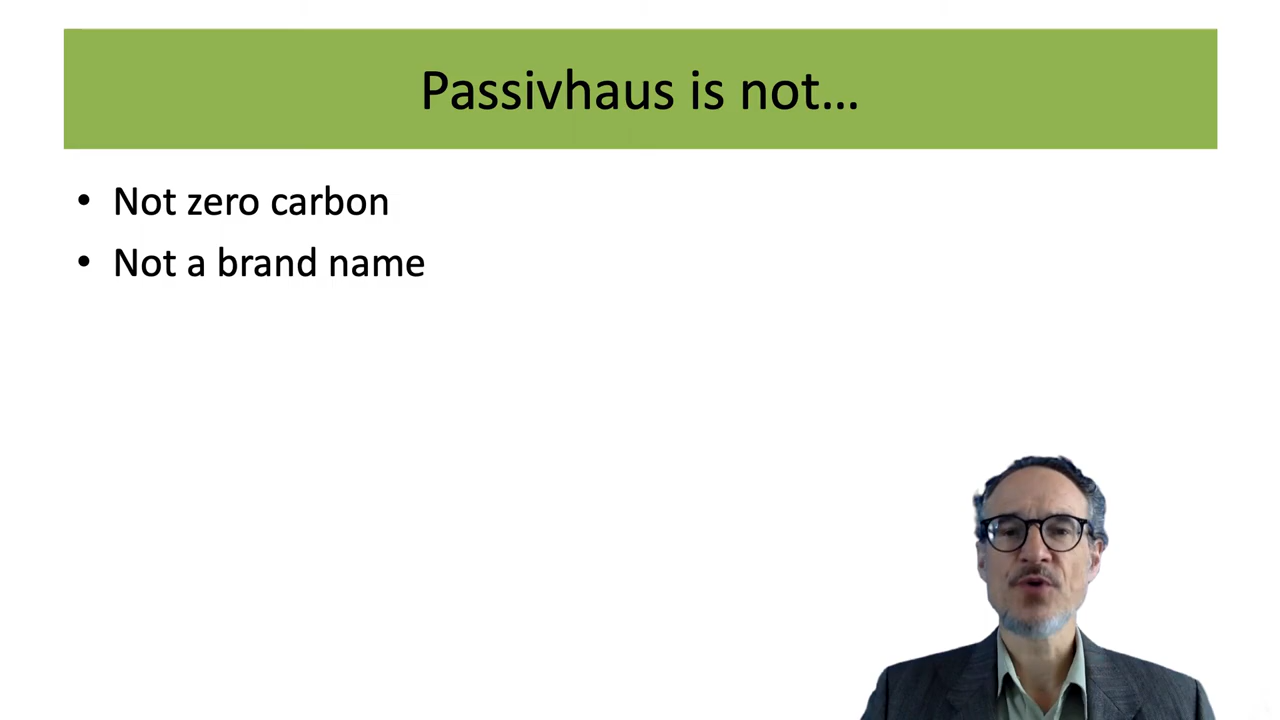 Passivhaus is not…
• Not zero carbon
• Not a brand name